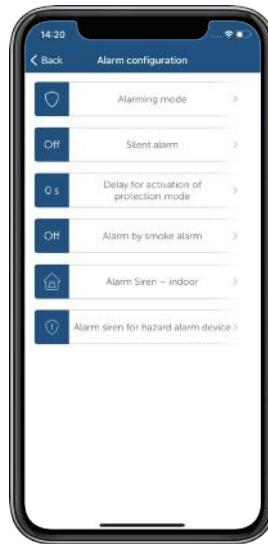 14:20
Back
Alarm configuration
Alarming mode
Off
Silent alarm
0 s
Delay for activation of
protection mode
Off
Alarm by smoke alarm
Alarm Siren – indoor
Alarm siren for hazard alarm device